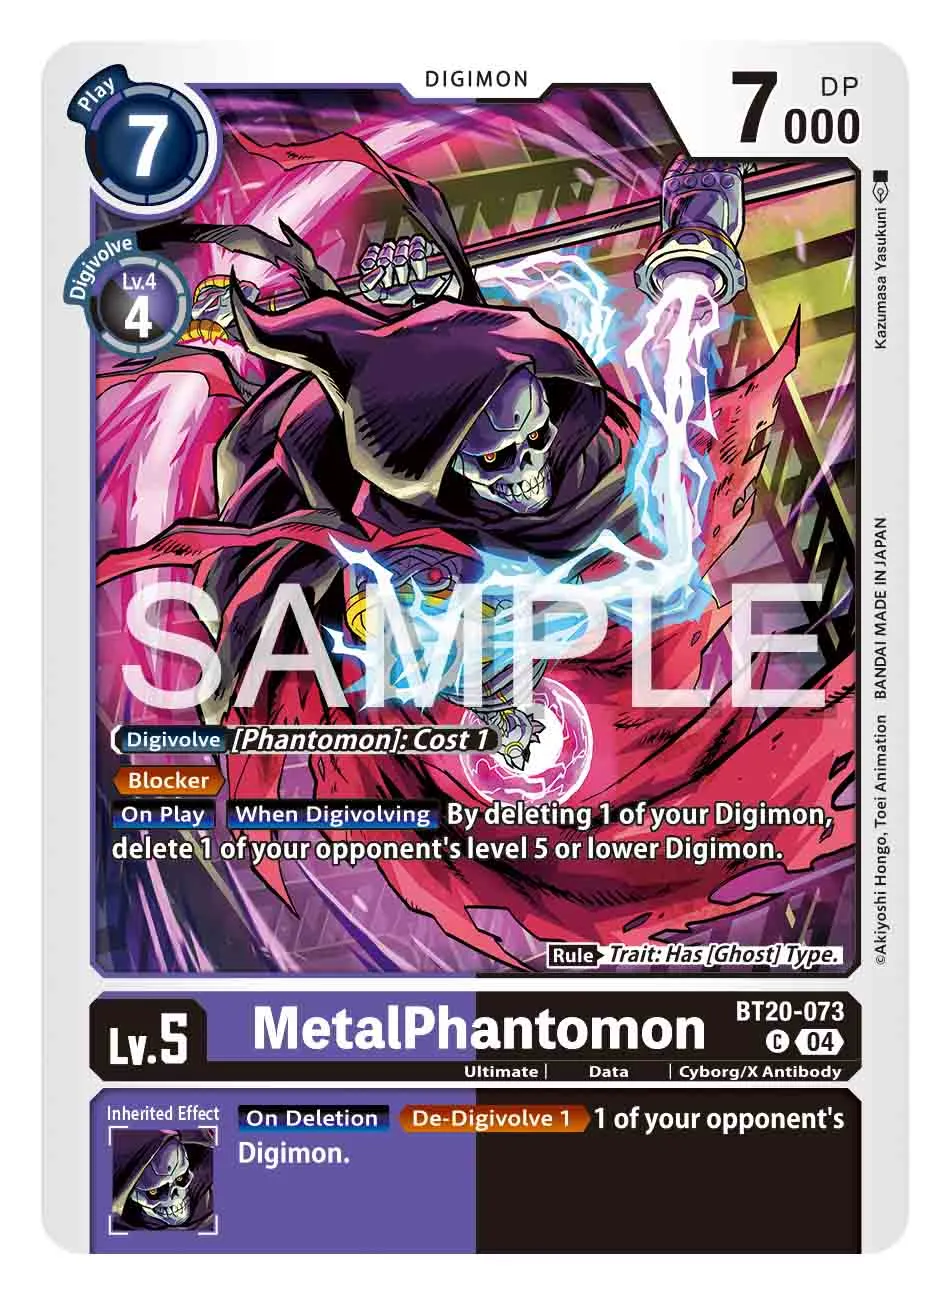 DIGIMON
Play
7
7000
DP
Digivolve
Lv.4
4
Kazumasa Yasukuni
SAMPLE
Digivolve [Phantomon]: Cost 1
Blocker
On Play When Digivolving By deleting 1 of your Digimon,
delete 1 of your opponent's level 5 or lower Digimon.
Rule Trait: Has [Ghost] Type.
©Akiyoshi Hongo, Toei Animation BANDAI MADE IN JAPAN
Lv.5
MetalPhantomon
BT20-073
C 04
Ultimate | Data | Cyborg/X Antibody
Inherited Effect
On Deletion De-Digivolve 1 1 of your opponent's
Digimon.